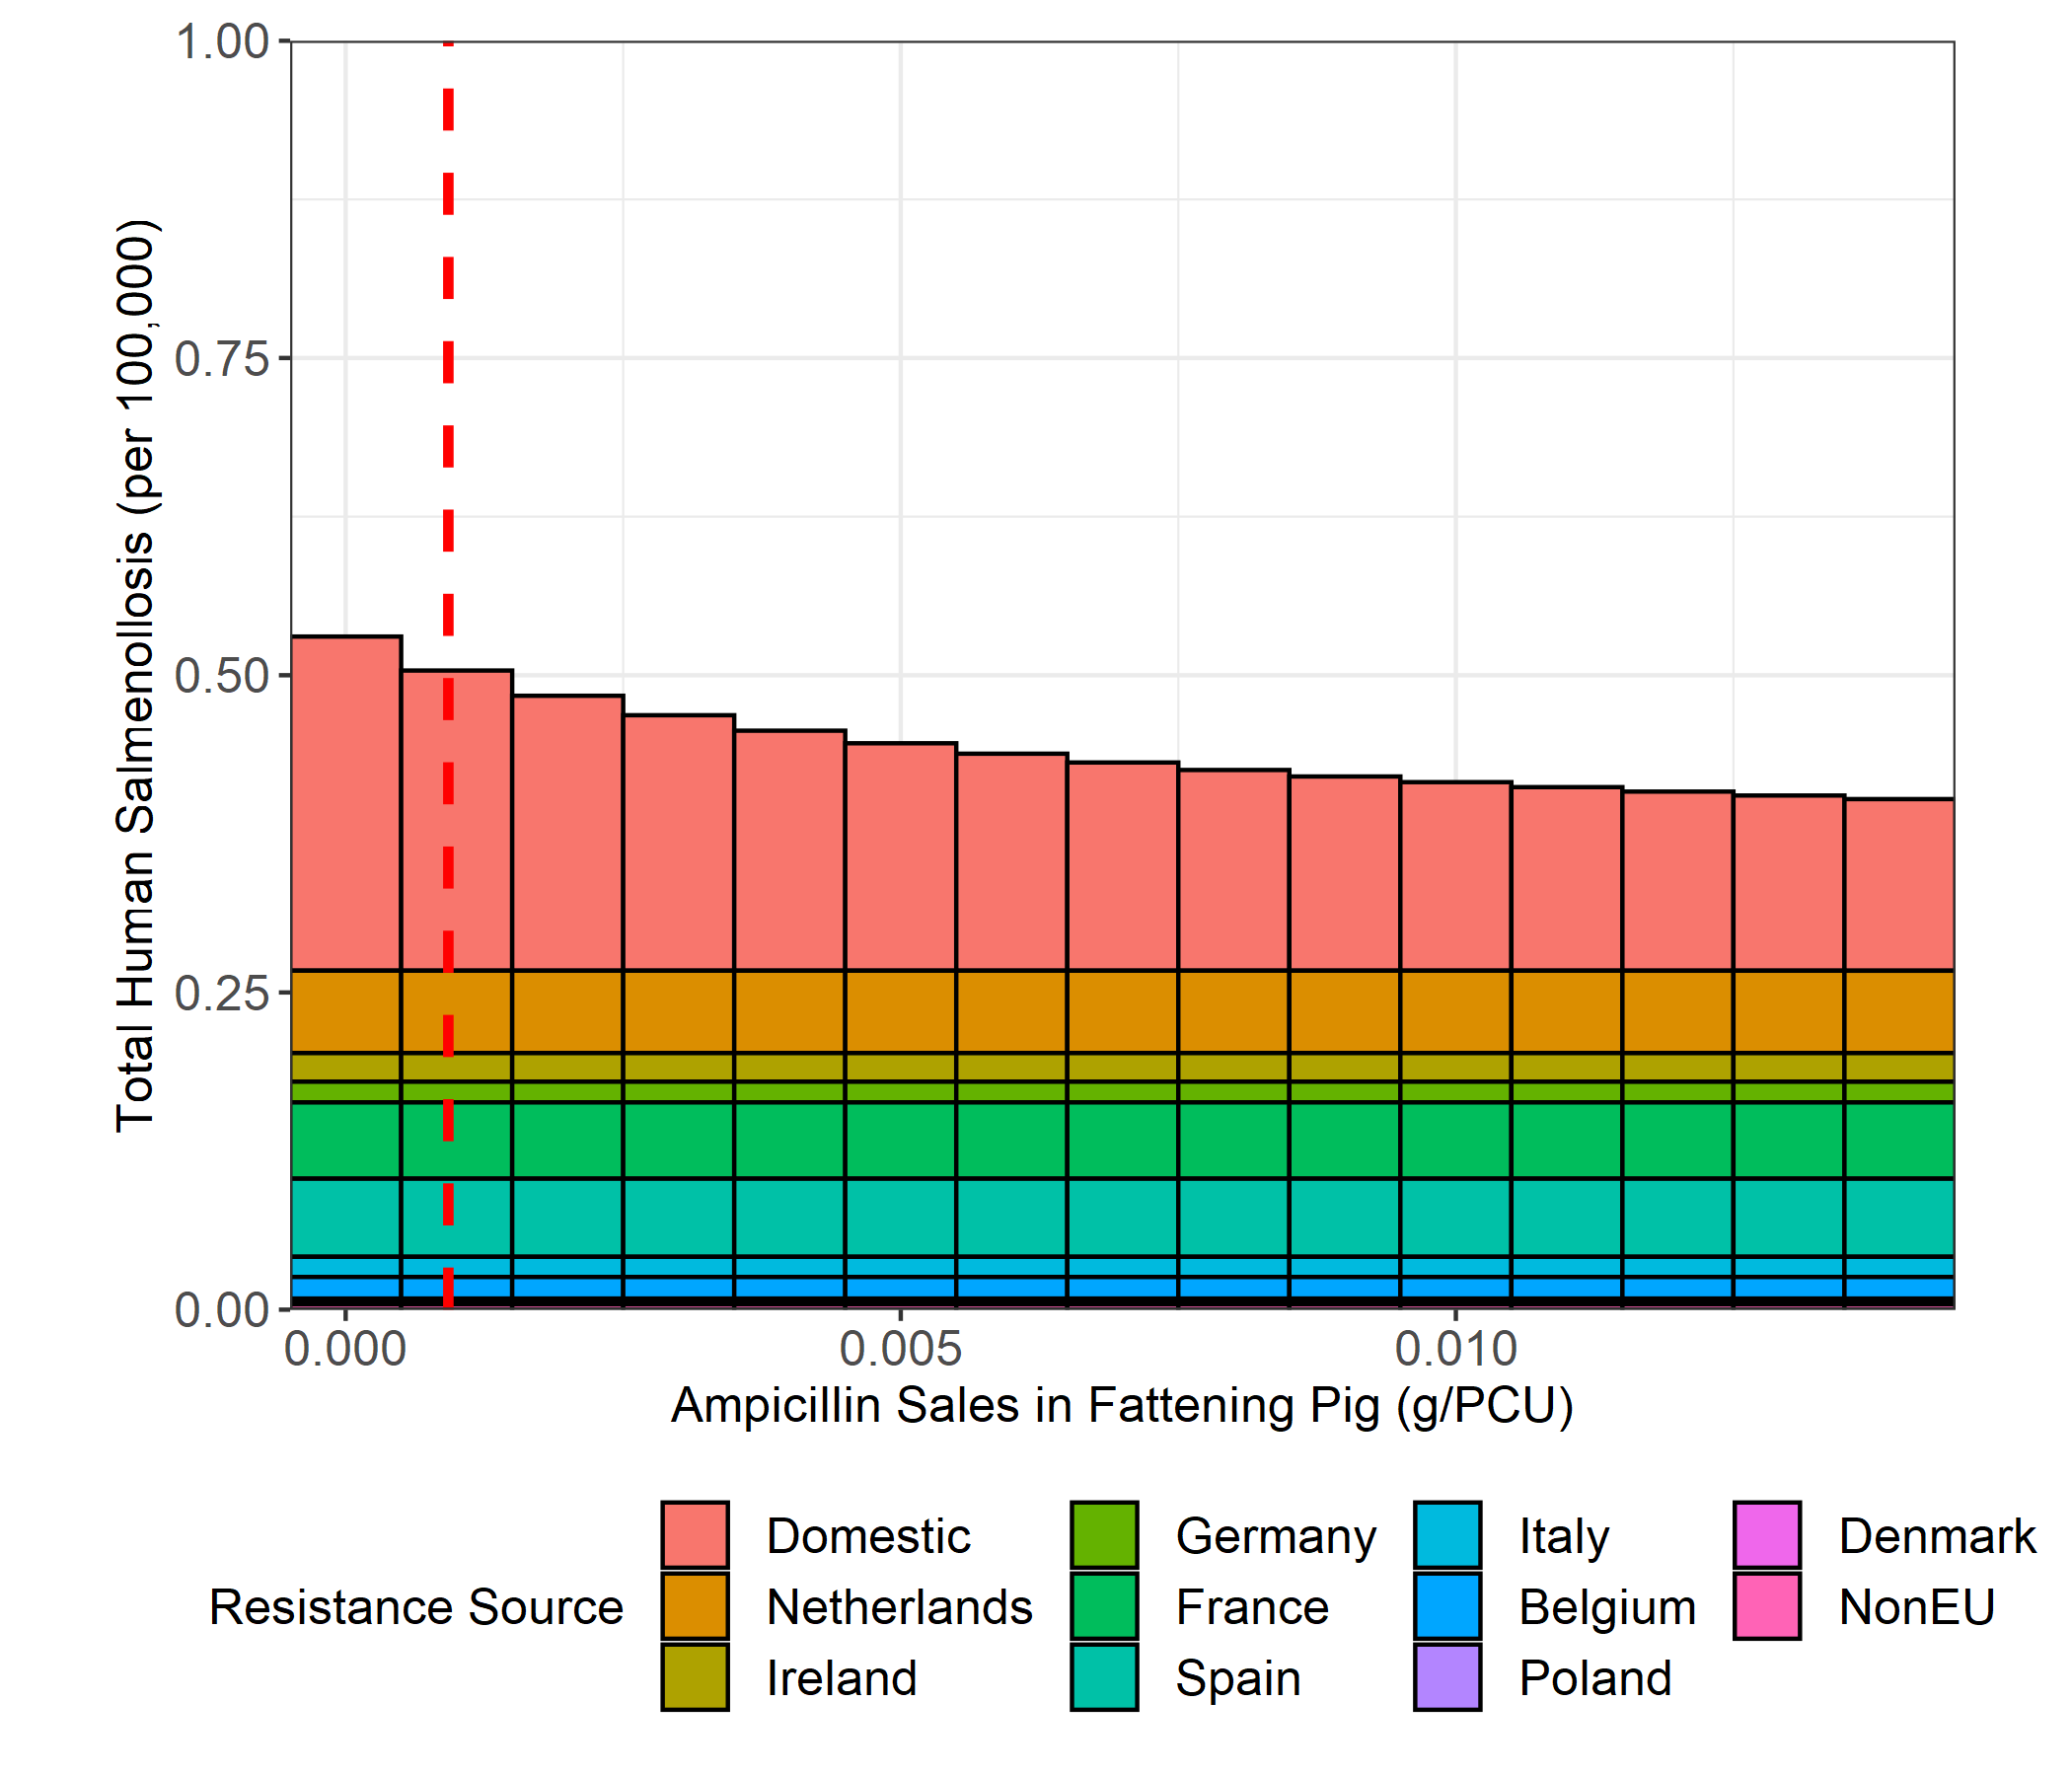 1.00
0.75
0.50
0.25
0.00
Total Human Salmenollosis (per 100,000)
0.000 0.005 0.010
Ampicillin Sales in Fattening Pig (g/PCU)
Resistance Source
Domestic Germany Italy Denmark
Netherlands France Belgium NonEU
Ireland Spain Poland